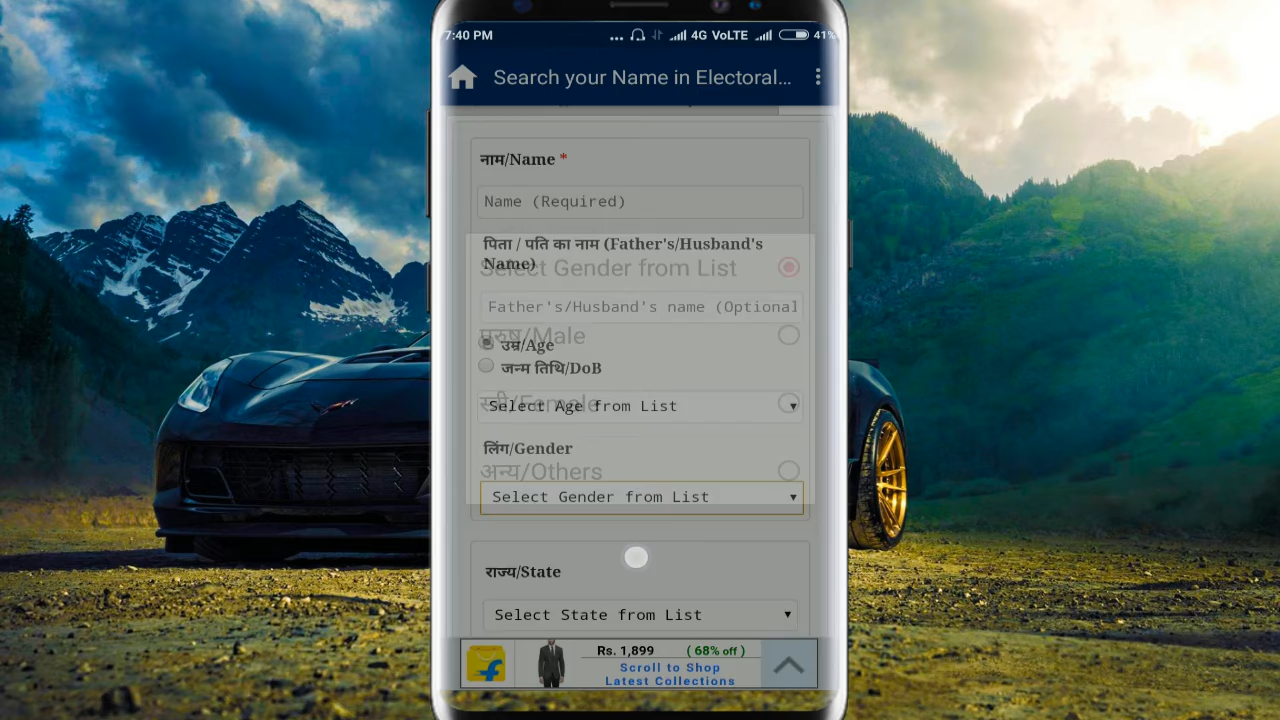 7:40 PM
... 4G VoLTE 41%
Search your Name in Electoral...
नाम/Name *
Name (Required)
पिता / पति का नाम (Father's/Husband's
Name)
Select Gender from List
Father's/Husband's name (Optional
पुरुष/Male
उम्र/Age
जन्म तिथि/DoB
स्त्री/Female
Select Age from List
लिंग/Gender
अन्य/Others
Select Gender from List
राज्य/State
Select State from List
Rs. 1,899 ( 68% off )
Scroll to Shop
Latest Collections